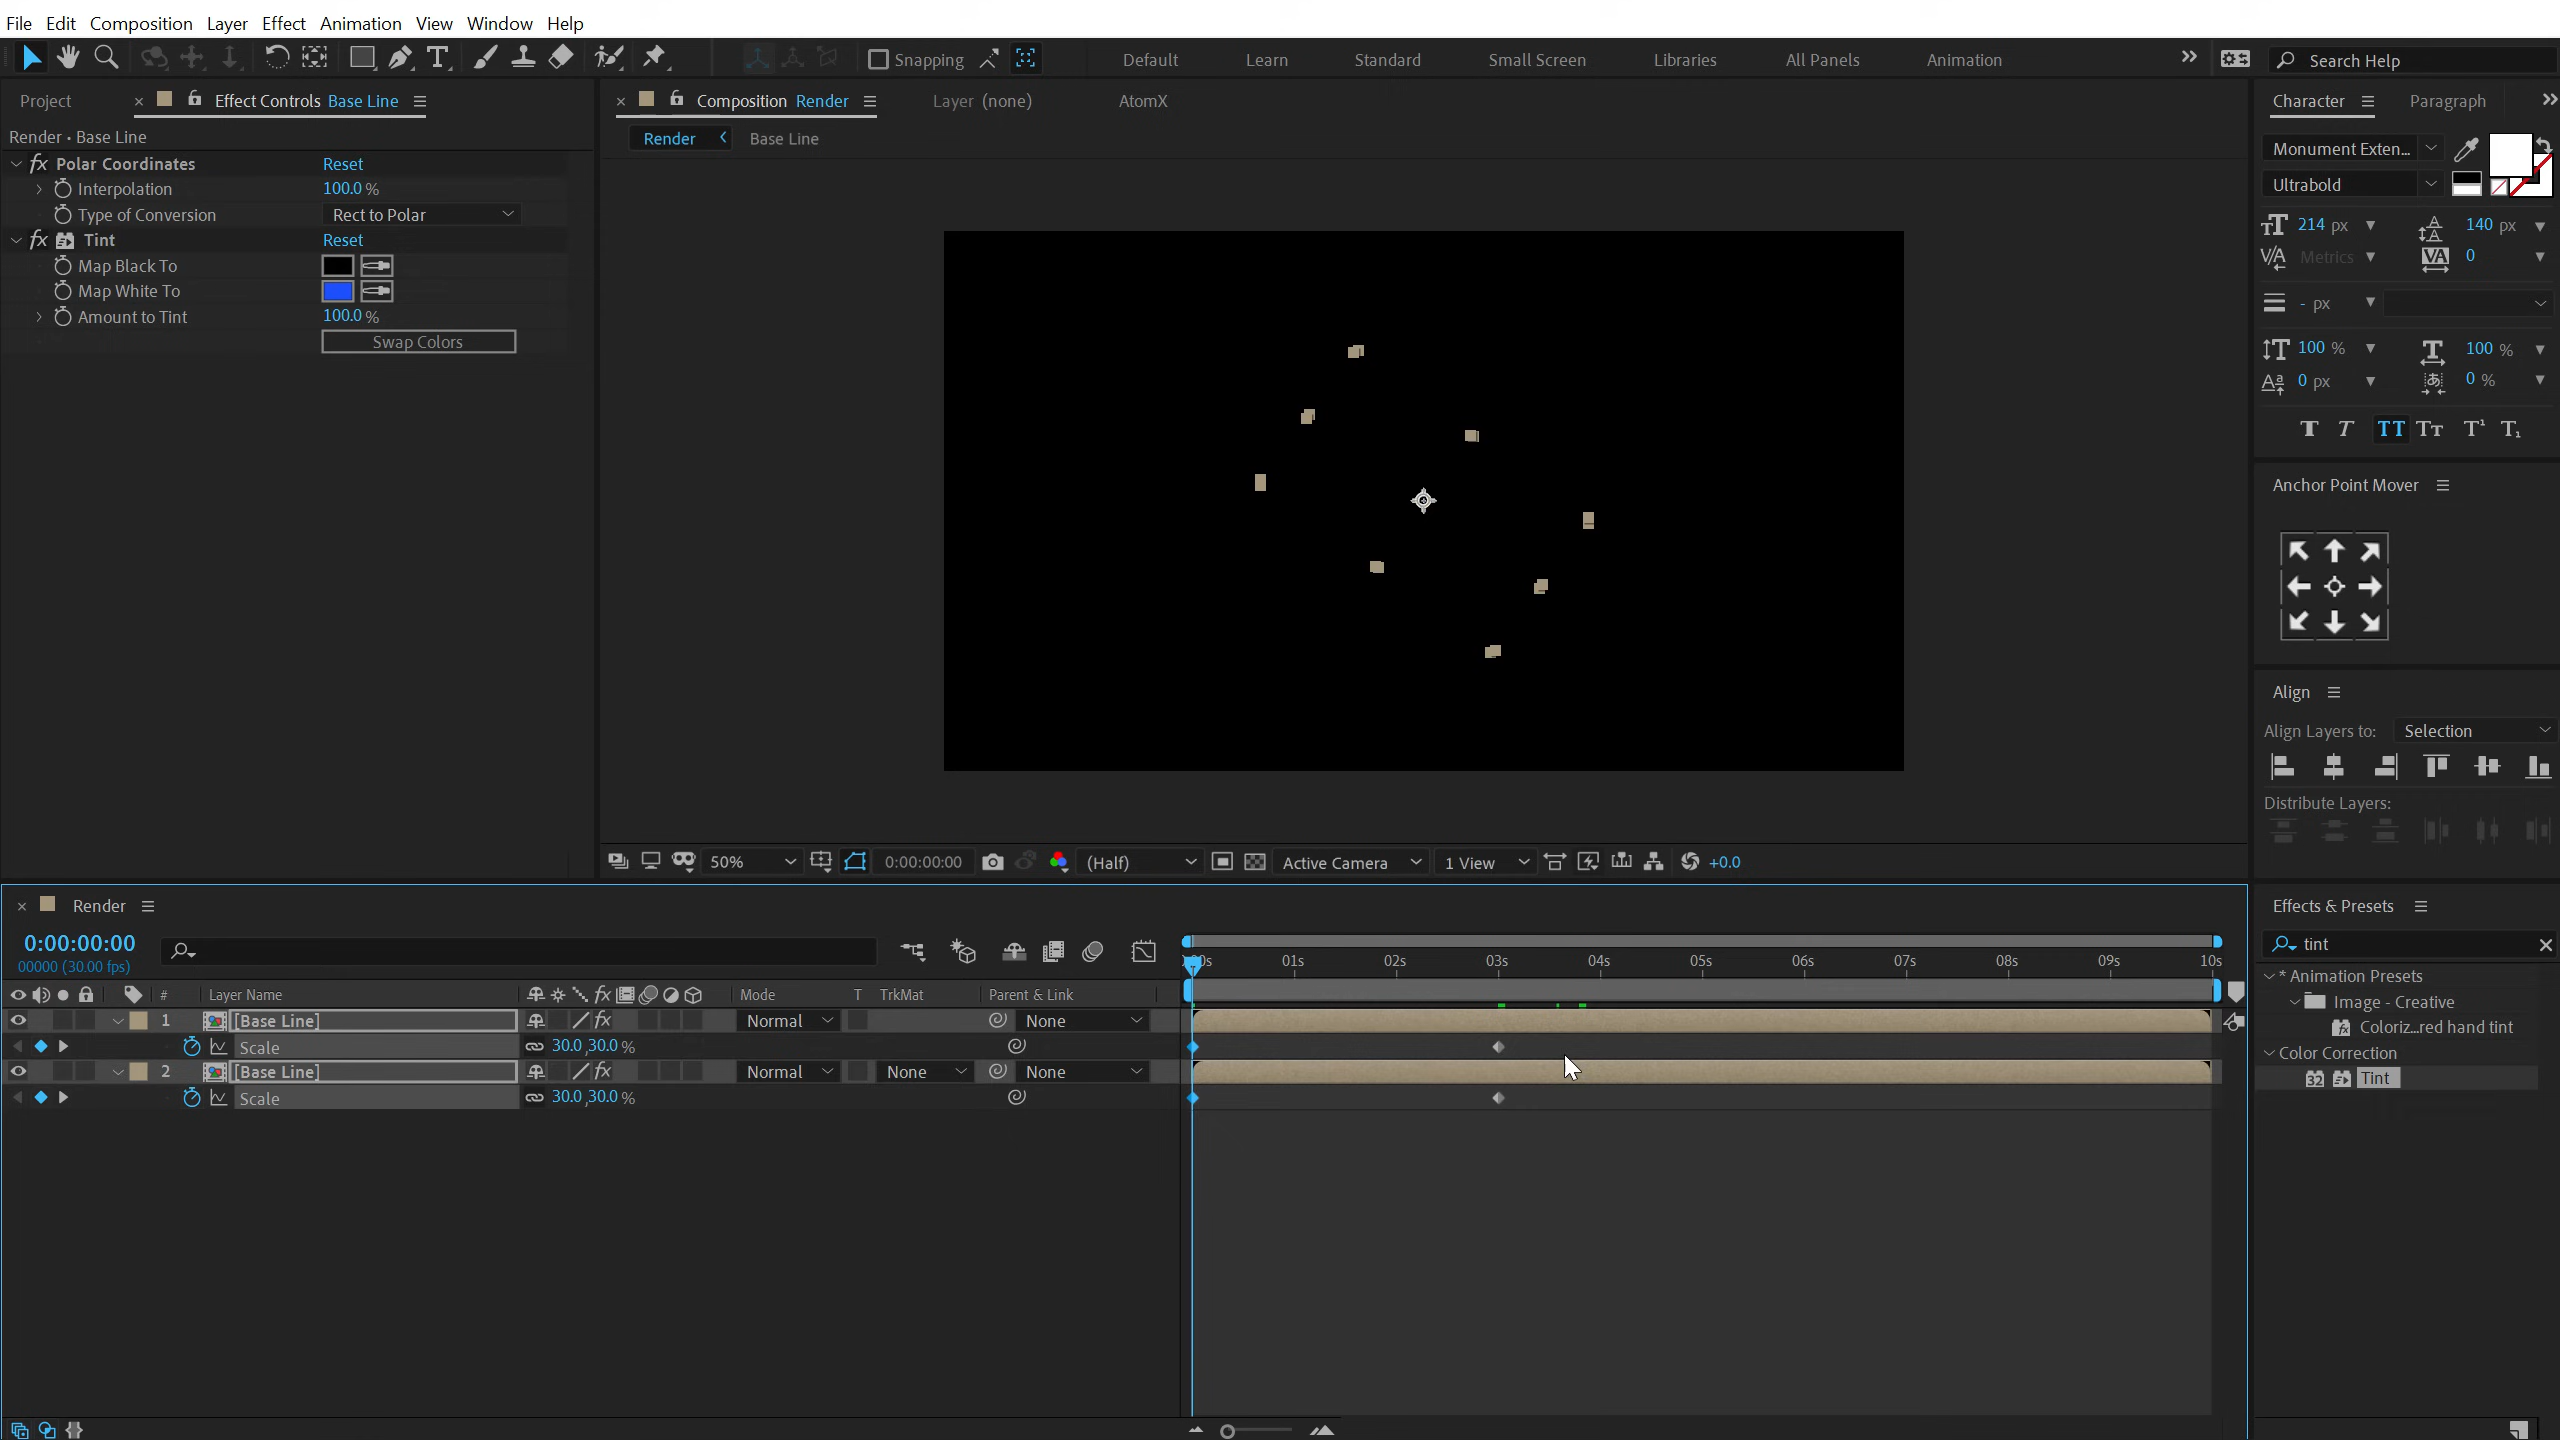 File Edit Composition Layer Effect Animation View Window Help
Snapping Default Learn Standard Small Screen Libraries All Panels Animation Search Help
Project Effect Controls Base Line Composition Render Layer (none) AtomX Character Paragraph
Render • Base Line
Render Base Line
fx Polar Coordinates Reset
Interpolation 100.0 %
Type of Conversion Rect to Polar
fx Tint Reset
Map Black To
Map White To
Amount to Tint 100.0 %
Swap Colors
Monument Exten...
Ultrabold
214 px 140 px
Metrics 0
- px
100 % 100 %
0 px 0 %
Anchor Point Mover
Align
Align Layers to: Selection
Distribute Layers:
50% 0:00:00:00 (Half) Active Camera 1 View +0.0
Render
0:00:00:00
00000 (30.00 fps)
01s 02s 03s 04s 05s 06s 07s 08s 09s 10s
# Layer Name Mode T TrkMat Parent & Link
1 [Base Line] Normal None
Scale 30.0,30.0 %
2 [Base Line] Normal None None
Scale 30.0,30.0 %
Effects & Presets
tint
* Animation Presets
Image - Creative
Coloriz...red hand tint
Color Correction
32 Tint